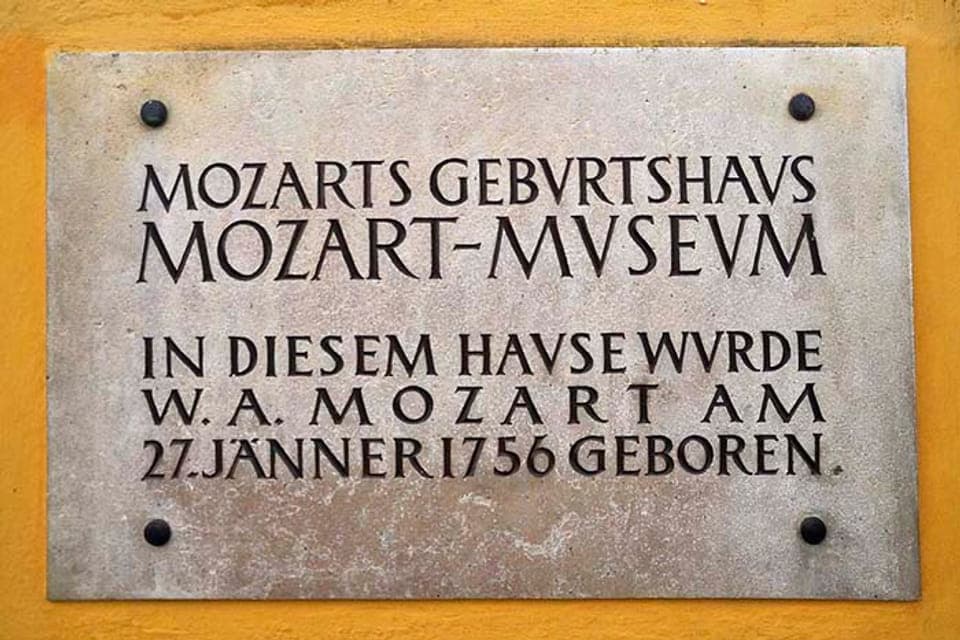 MOZARTS GEBVRTSHAVS
MOZART-MVSEVM
IN DIESEM HAVSE WVRDE
W. A. MOZART AM
27. JÄNNER 1756 GEBOREN